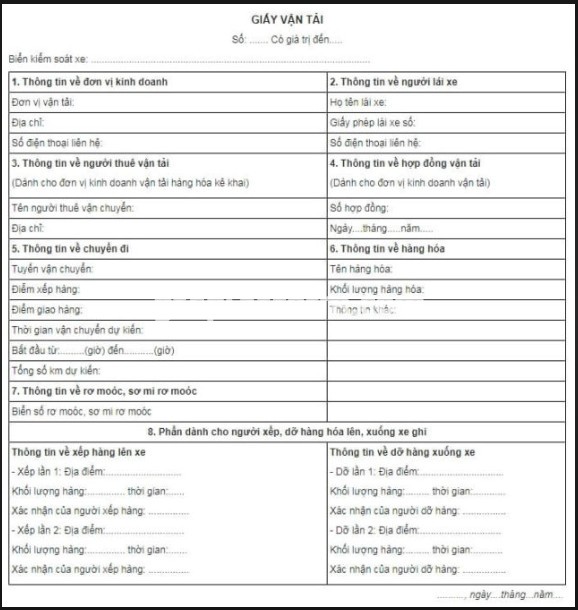 GIẤY VẬN TẢI
Số: ....... Có giá trị đến.....
Biển kiểm soát xe: ..........................................................................................
1. Thông tin về đơn vị kinh doanh
2. Thông tin về người lái xe
Đơn vị vận tải:
Họ tên lái xe:
Địa chỉ:
Giấy phép lái xe số:
Số điện thoại liên hệ:
Số điện thoại liên hệ:
3. Thông tin về người thuê vận tải
(Dành cho đơn vị kinh doanh vận tải hàng hóa kê khai)
4. Thông tin về hợp đồng vận tải
(Dành cho đơn vị kinh doanh vận tải)
Tên người thuê vận chuyển:
Số hợp đồng:
Địa chỉ:
Ngày....tháng.....năm.....
5. Thông tin về chuyến đi
6. Thông tin về hàng hóa
Tuyến vận chuyển:
Tên hàng hóa:
Điểm xếp hàng:
Khối lượng hàng hóa:
Điểm giao hàng:
Thông tin khác:
Thời gian vận chuyển dự kiến:
Bắt đầu từ:.........(giờ) đến..........(giờ)
Tổng số km dự kiến:
7. Thông tin về rơ moóc, sơ mi rơ moóc
Biển số rơ moóc, sơ mi rơ moóc
8. Phần dành cho người xếp, dỡ hàng hóa lên, xuống xe ghi
Thông tin về xếp hàng lên xe
- Xếp lần 1: Địa điểm:..........................
Khối lượng hàng:............. thời gian:......
Xác nhận của người xếp hàng: ..............
- Xếp lần 2: Địa điểm:..........................
Khối lượng hàng:............. thời gian:.......
Xác nhận của người xếp hàng: ..............
Thông tin về dỡ hàng xuống xe
- Dỡ lần 1: Địa điểm:.............................
Khối lượng hàng:........ thời gian:...........
Xác nhận của người dỡ hàng: ...............
- Dỡ lần 2: Địa điểm:.............................
Khối lượng hàng:........ thời gian:..........
Xác nhận của người dỡ hàng: ...............
.........., ngày....tháng...năm....